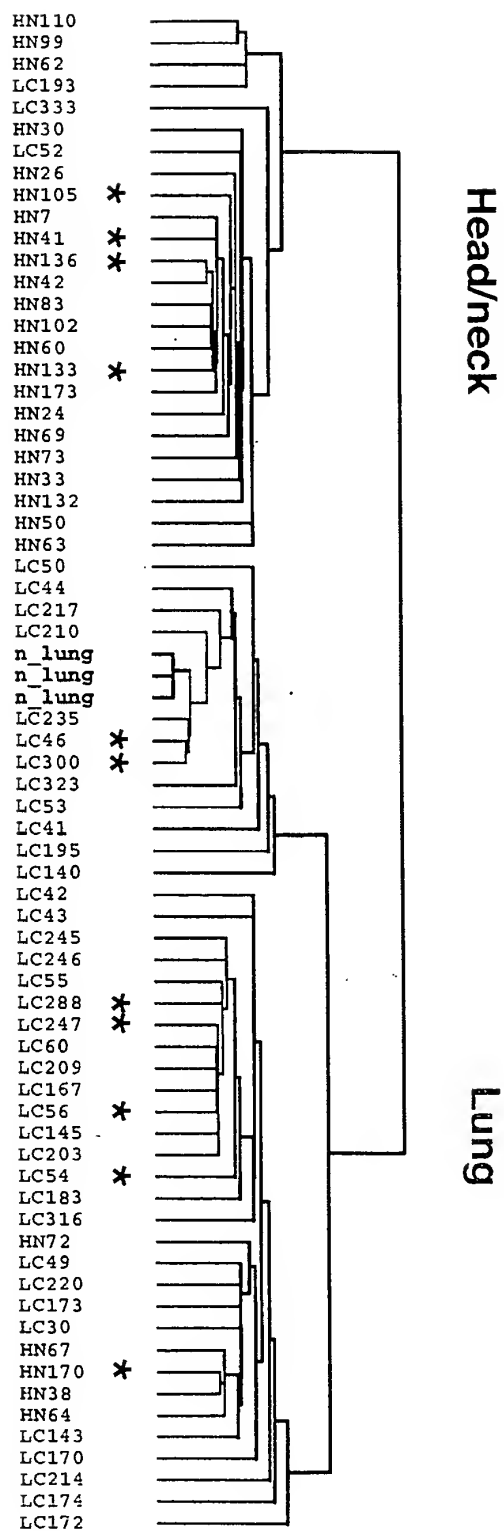 HN110
HN99
HN62
LC193
LC333
HN30
LC52
HN26
HN105 *
HN7
HN41 *
HN136 *
HN42
HN83
HN102
HN60
HN133 *
HN173
HN24
HN69
HN73
HN33
HN132
HN50
HN63
LC50
LC44
LC217
LC210
n_lung
n_lung
n_lung
LC235
LC46 *
LC300 *
LC323
LC53
LC41
LC195
LC140
LC42
LC43
LC245
LC246
LC55
LC288 *
LC247 *
LC60
LC209
LC167
LC56 *
LC145
LC203
LC54 *
LC183
LC316
HN72
LC49
LC220
LC173
LC30
HN67
HN170 *
HN38
HN64
LC143
LC170
LC214
LC174
LC172
Head/neck
Lung